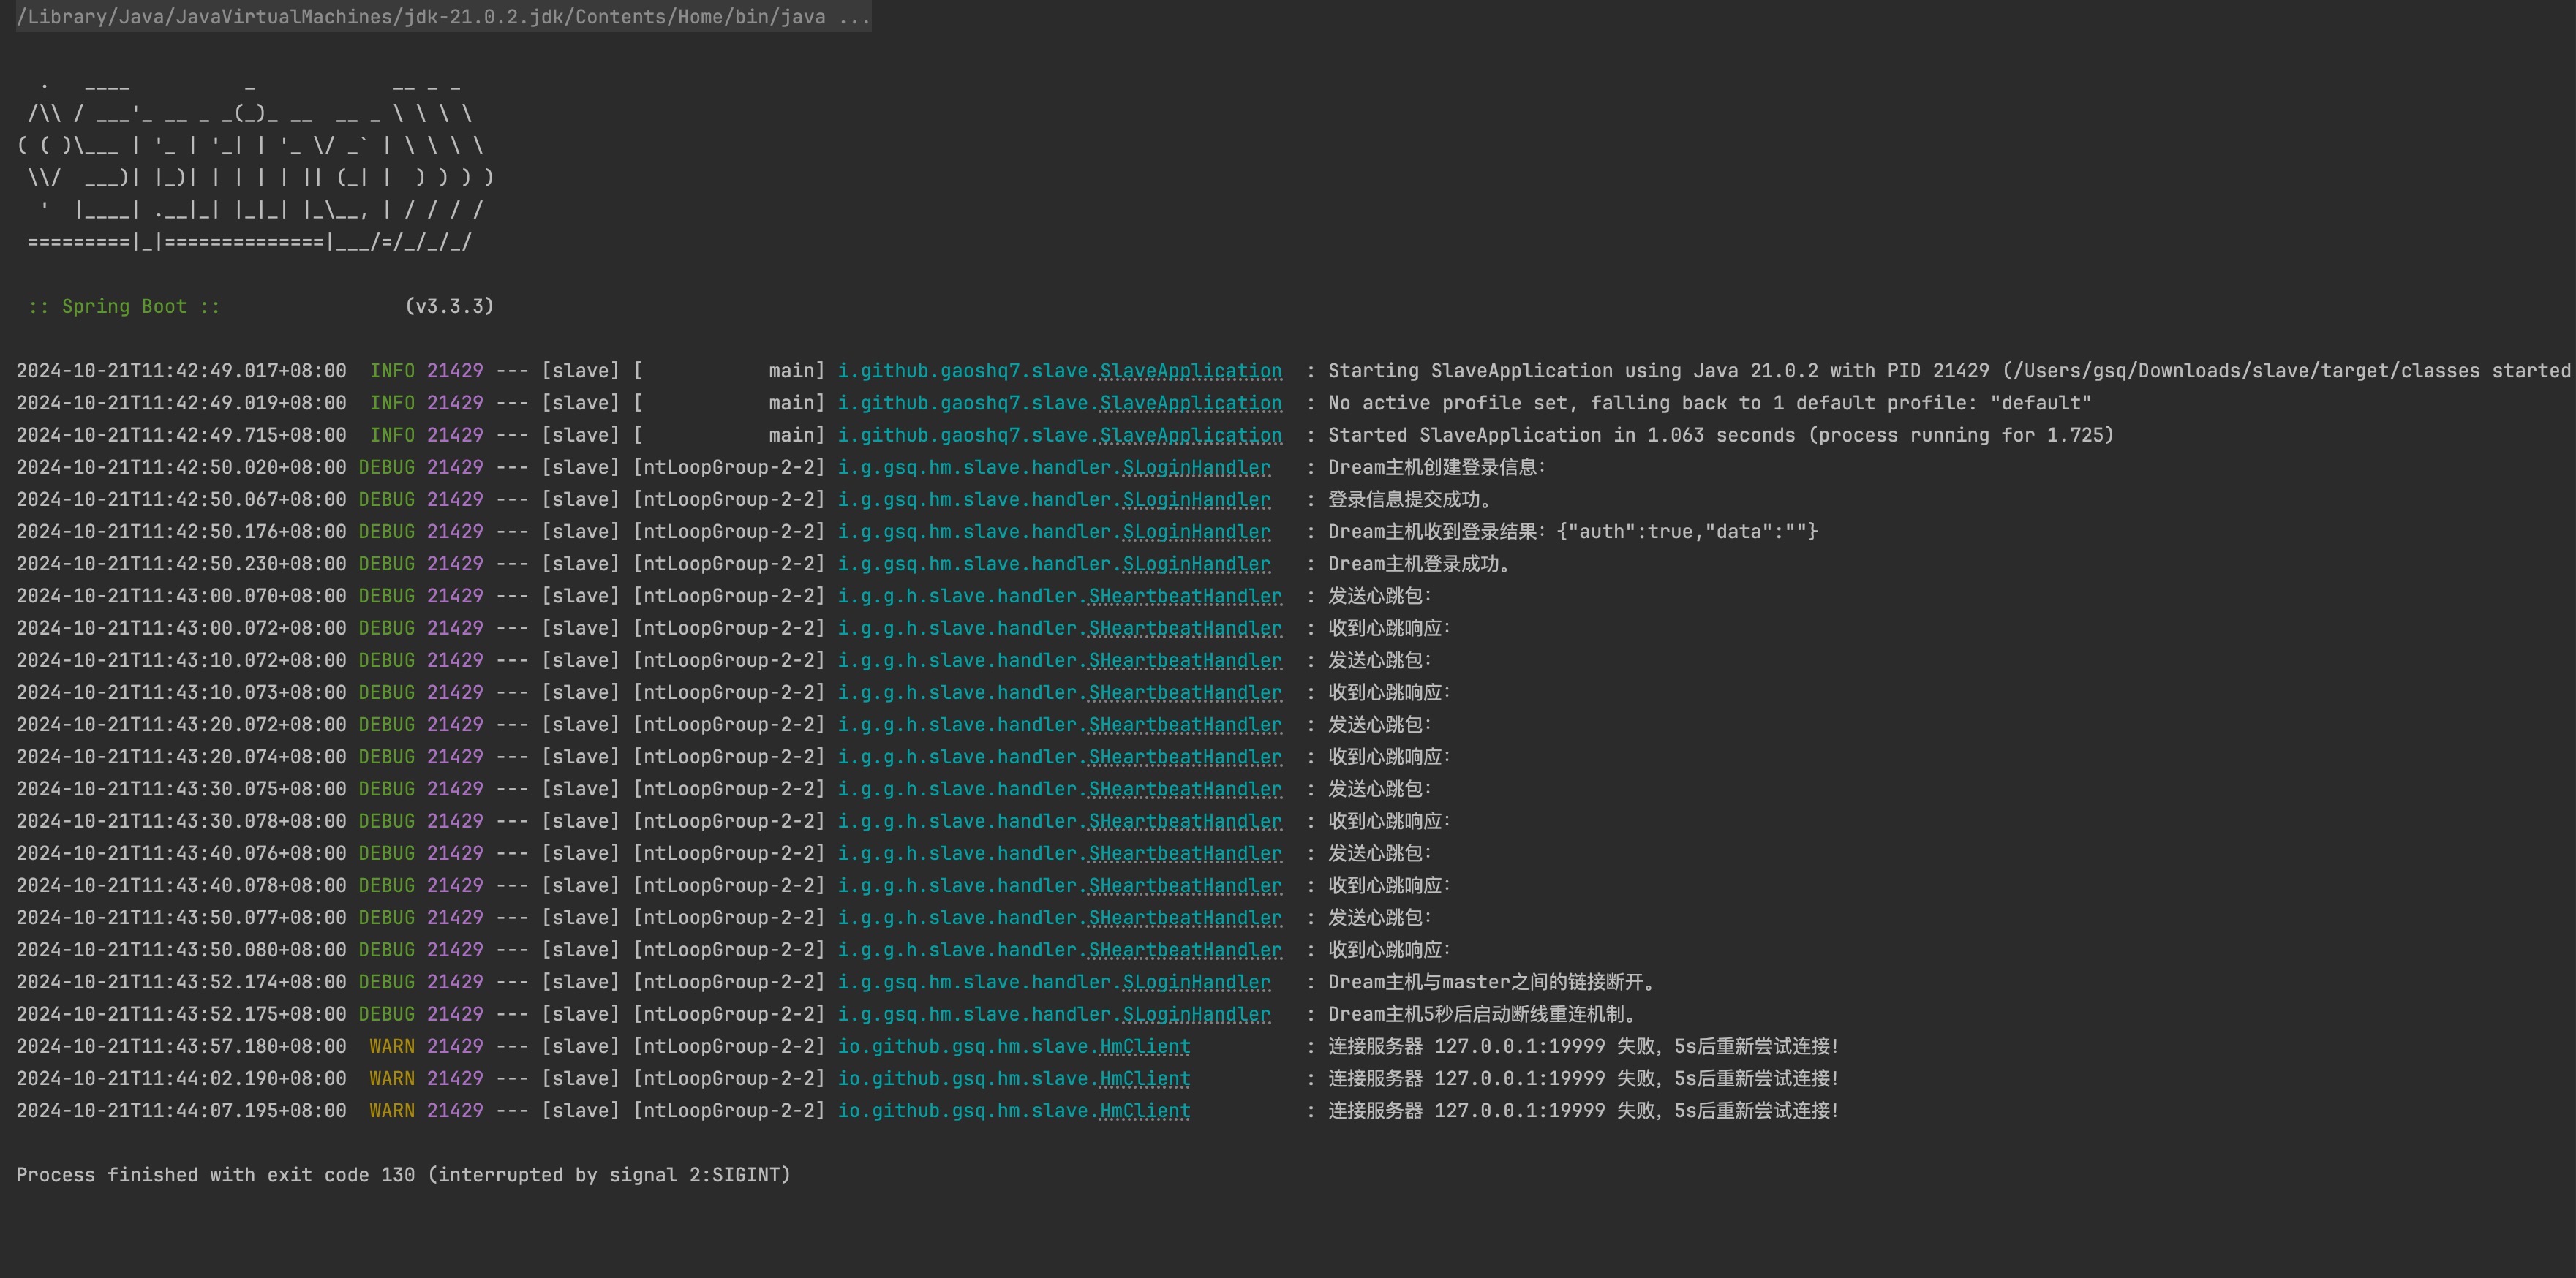 /Library/Java/JavaVirtualMachines/jdk-21.0.2.jdk/Contents/Home/bin/java ...
  .   ____          _            __ _ _
 /\\ / ___'_ __ _ _(_)_ __  __ _ \ \ \ \
( ( )\___ | '_ | '_| | '_ \/ _` | \ \ \ \
 \\/  ___)| |_)| | | | | || (_| |  ) ) ) )
  '  |____| .__|_| |_|_| |_\__, | / / / /
 =========|_|==============|___/=/_/_/_/
 :: Spring Boot ::                (v3.3.3)
2024-10-21T11:42:49.017+08:00  INFO 21429 --- [slave] [           main] i.github.gaoshq7.slave.SlaveApplication  : Starting SlaveApplication using Java 21.0.2 with PID 21429 (/Users/gsq/Downloads/slave/target/classes started
2024-10-21T11:42:49.019+08:00  INFO 21429 --- [slave] [           main] i.github.gaoshq7.slave.SlaveApplication  : No active profile set, falling back to 1 default profile: "default"
2024-10-21T11:42:49.715+08:00  INFO 21429 --- [slave] [           main] i.github.gaoshq7.slave.SlaveApplication  : Started SlaveApplication in 1.063 seconds (process running for 1.725)
2024-10-21T11:42:50.020+08:00 DEBUG 21429 --- [slave] [ntLoopGroup-2-2] i.g.gsq.hm.slave.handler.SLoginHandler   : Dream主机创建登录信息：
2024-10-21T11:42:50.067+08:00 DEBUG 21429 --- [slave] [ntLoopGroup-2-2] i.g.gsq.hm.slave.handler.SLoginHandler   : 登录信息提交成功。
2024-10-21T11:42:50.176+08:00 DEBUG 21429 --- [slave] [ntLoopGroup-2-2] i.g.gsq.hm.slave.handler.SLoginHandler   : Dream主机收到登录结果：{"auth":true,"data":""}
2024-10-21T11:42:50.230+08:00 DEBUG 21429 --- [slave] [ntLoopGroup-2-2] i.g.gsq.hm.slave.handler.SLoginHandler   : Dream主机登录成功。
2024-10-21T11:43:00.070+08:00 DEBUG 21429 --- [slave] [ntLoopGroup-2-2] i.g.g.h.slave.handler.SHeartbeatHandler  : 发送心跳包：
2024-10-21T11:43:00.072+08:00 DEBUG 21429 --- [slave] [ntLoopGroup-2-2] i.g.g.h.slave.handler.SHeartbeatHandler  : 收到心跳响应：
2024-10-21T11:43:10.072+08:00 DEBUG 21429 --- [slave] [ntLoopGroup-2-2] i.g.g.h.slave.handler.SHeartbeatHandler  : 发送心跳包：
2024-10-21T11:43:10.073+08:00 DEBUG 21429 --- [slave] [ntLoopGroup-2-2] i.g.g.h.slave.handler.SHeartbeatHandler  : 收到心跳响应：
2024-10-21T11:43:20.072+08:00 DEBUG 21429 --- [slave] [ntLoopGroup-2-2] i.g.g.h.slave.handler.SHeartbeatHandler  : 发送心跳包：
2024-10-21T11:43:20.074+08:00 DEBUG 21429 --- [slave] [ntLoopGroup-2-2] i.g.g.h.slave.handler.SHeartbeatHandler  : 收到心跳响应：
2024-10-21T11:43:30.075+08:00 DEBUG 21429 --- [slave] [ntLoopGroup-2-2] i.g.g.h.slave.handler.SHeartbeatHandler  : 发送心跳包：
2024-10-21T11:43:30.078+08:00 DEBUG 21429 --- [slave] [ntLoopGroup-2-2] i.g.g.h.slave.handler.SHeartbeatHandler  : 收到心跳响应：
2024-10-21T11:43:40.076+08:00 DEBUG 21429 --- [slave] [ntLoopGroup-2-2] i.g.g.h.slave.handler.SHeartbeatHandler  : 发送心跳包：
2024-10-21T11:43:40.078+08:00 DEBUG 21429 --- [slave] [ntLoopGroup-2-2] i.g.g.h.slave.handler.SHeartbeatHandler  : 收到心跳响应：
2024-10-21T11:43:50.077+08:00 DEBUG 21429 --- [slave] [ntLoopGroup-2-2] i.g.g.h.slave.handler.SHeartbeatHandler  : 发送心跳包：
2024-10-21T11:43:50.080+08:00 DEBUG 21429 --- [slave] [ntLoopGroup-2-2] i.g.g.h.slave.handler.SHeartbeatHandler  : 收到心跳响应：
2024-10-21T11:43:52.174+08:00 DEBUG 21429 --- [slave] [ntLoopGroup-2-2] i.g.gsq.hm.slave.handler.SLoginHandler   : Dream主机与master之间的链接断开。
2024-10-21T11:43:52.175+08:00 DEBUG 21429 --- [slave] [ntLoopGroup-2-2] i.g.gsq.hm.slave.handler.SLoginHandler   : Dream主机5秒后启动断线重连机制。
2024-10-21T11:43:57.180+08:00  WARN 21429 --- [slave] [ntLoopGroup-2-2] io.github.gsq.hm.slave.HmClient          : 连接服务器 127.0.0.1:19999 失败，5s后重新尝试连接！
2024-10-21T11:44:02.190+08:00  WARN 21429 --- [slave] [ntLoopGroup-2-2] io.github.gsq.hm.slave.HmClient          : 连接服务器 127.0.0.1:19999 失败，5s后重新尝试连接！
2024-10-21T11:44:07.195+08:00  WARN 21429 --- [slave] [ntLoopGroup-2-2] io.github.gsq.hm.slave.HmClient          : 连接服务器 127.0.0.1:19999 失败，5s后重新尝试连接！
Process finished with exit code 130 (interrupted by signal 2:SIGINT)